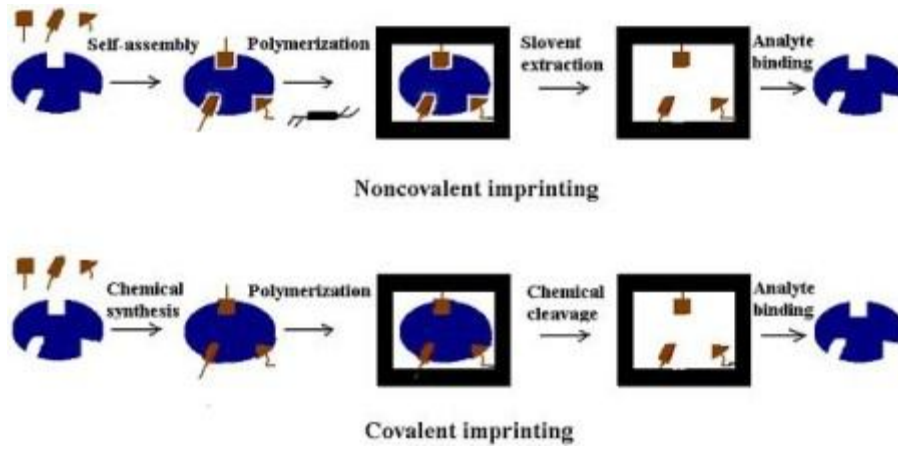 Self-assembly
Polymerization
Slovent
extraction
Analyte
binding
Noncovalent imprinting
Chemical
synthesis
Polymerization
Chemical
cleavage
Analyte
binding
Covalent imprinting